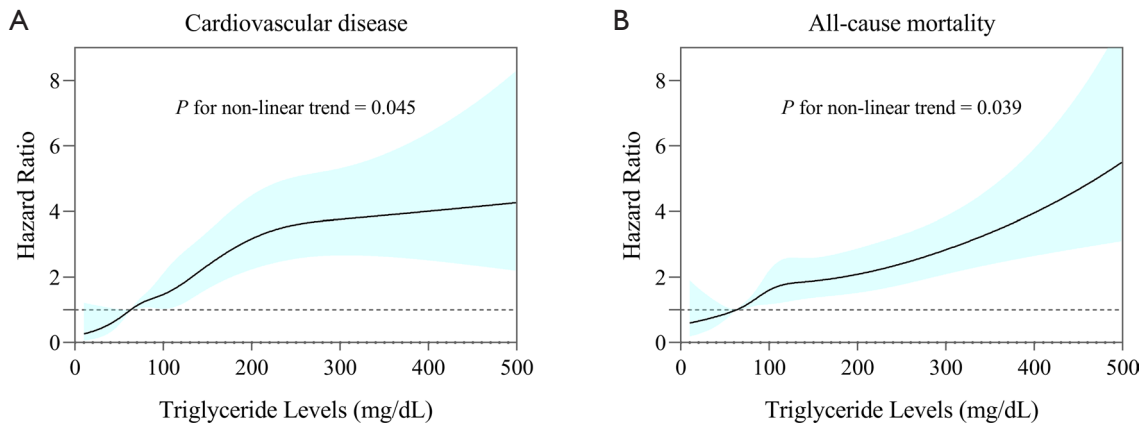 A
Cardiovascular disease
P for non-linear trend = 0.045
Hazard Ratio
8
6
4
2
0
0 100 200 300 400 500
Triglyceride Levels (mg/dL)
B
All-cause mortality
P for non-linear trend = 0.039
Hazard Ratio
8
6
4
2
0
0 100 200 300 400 500
Triglyceride Levels (mg/dL)